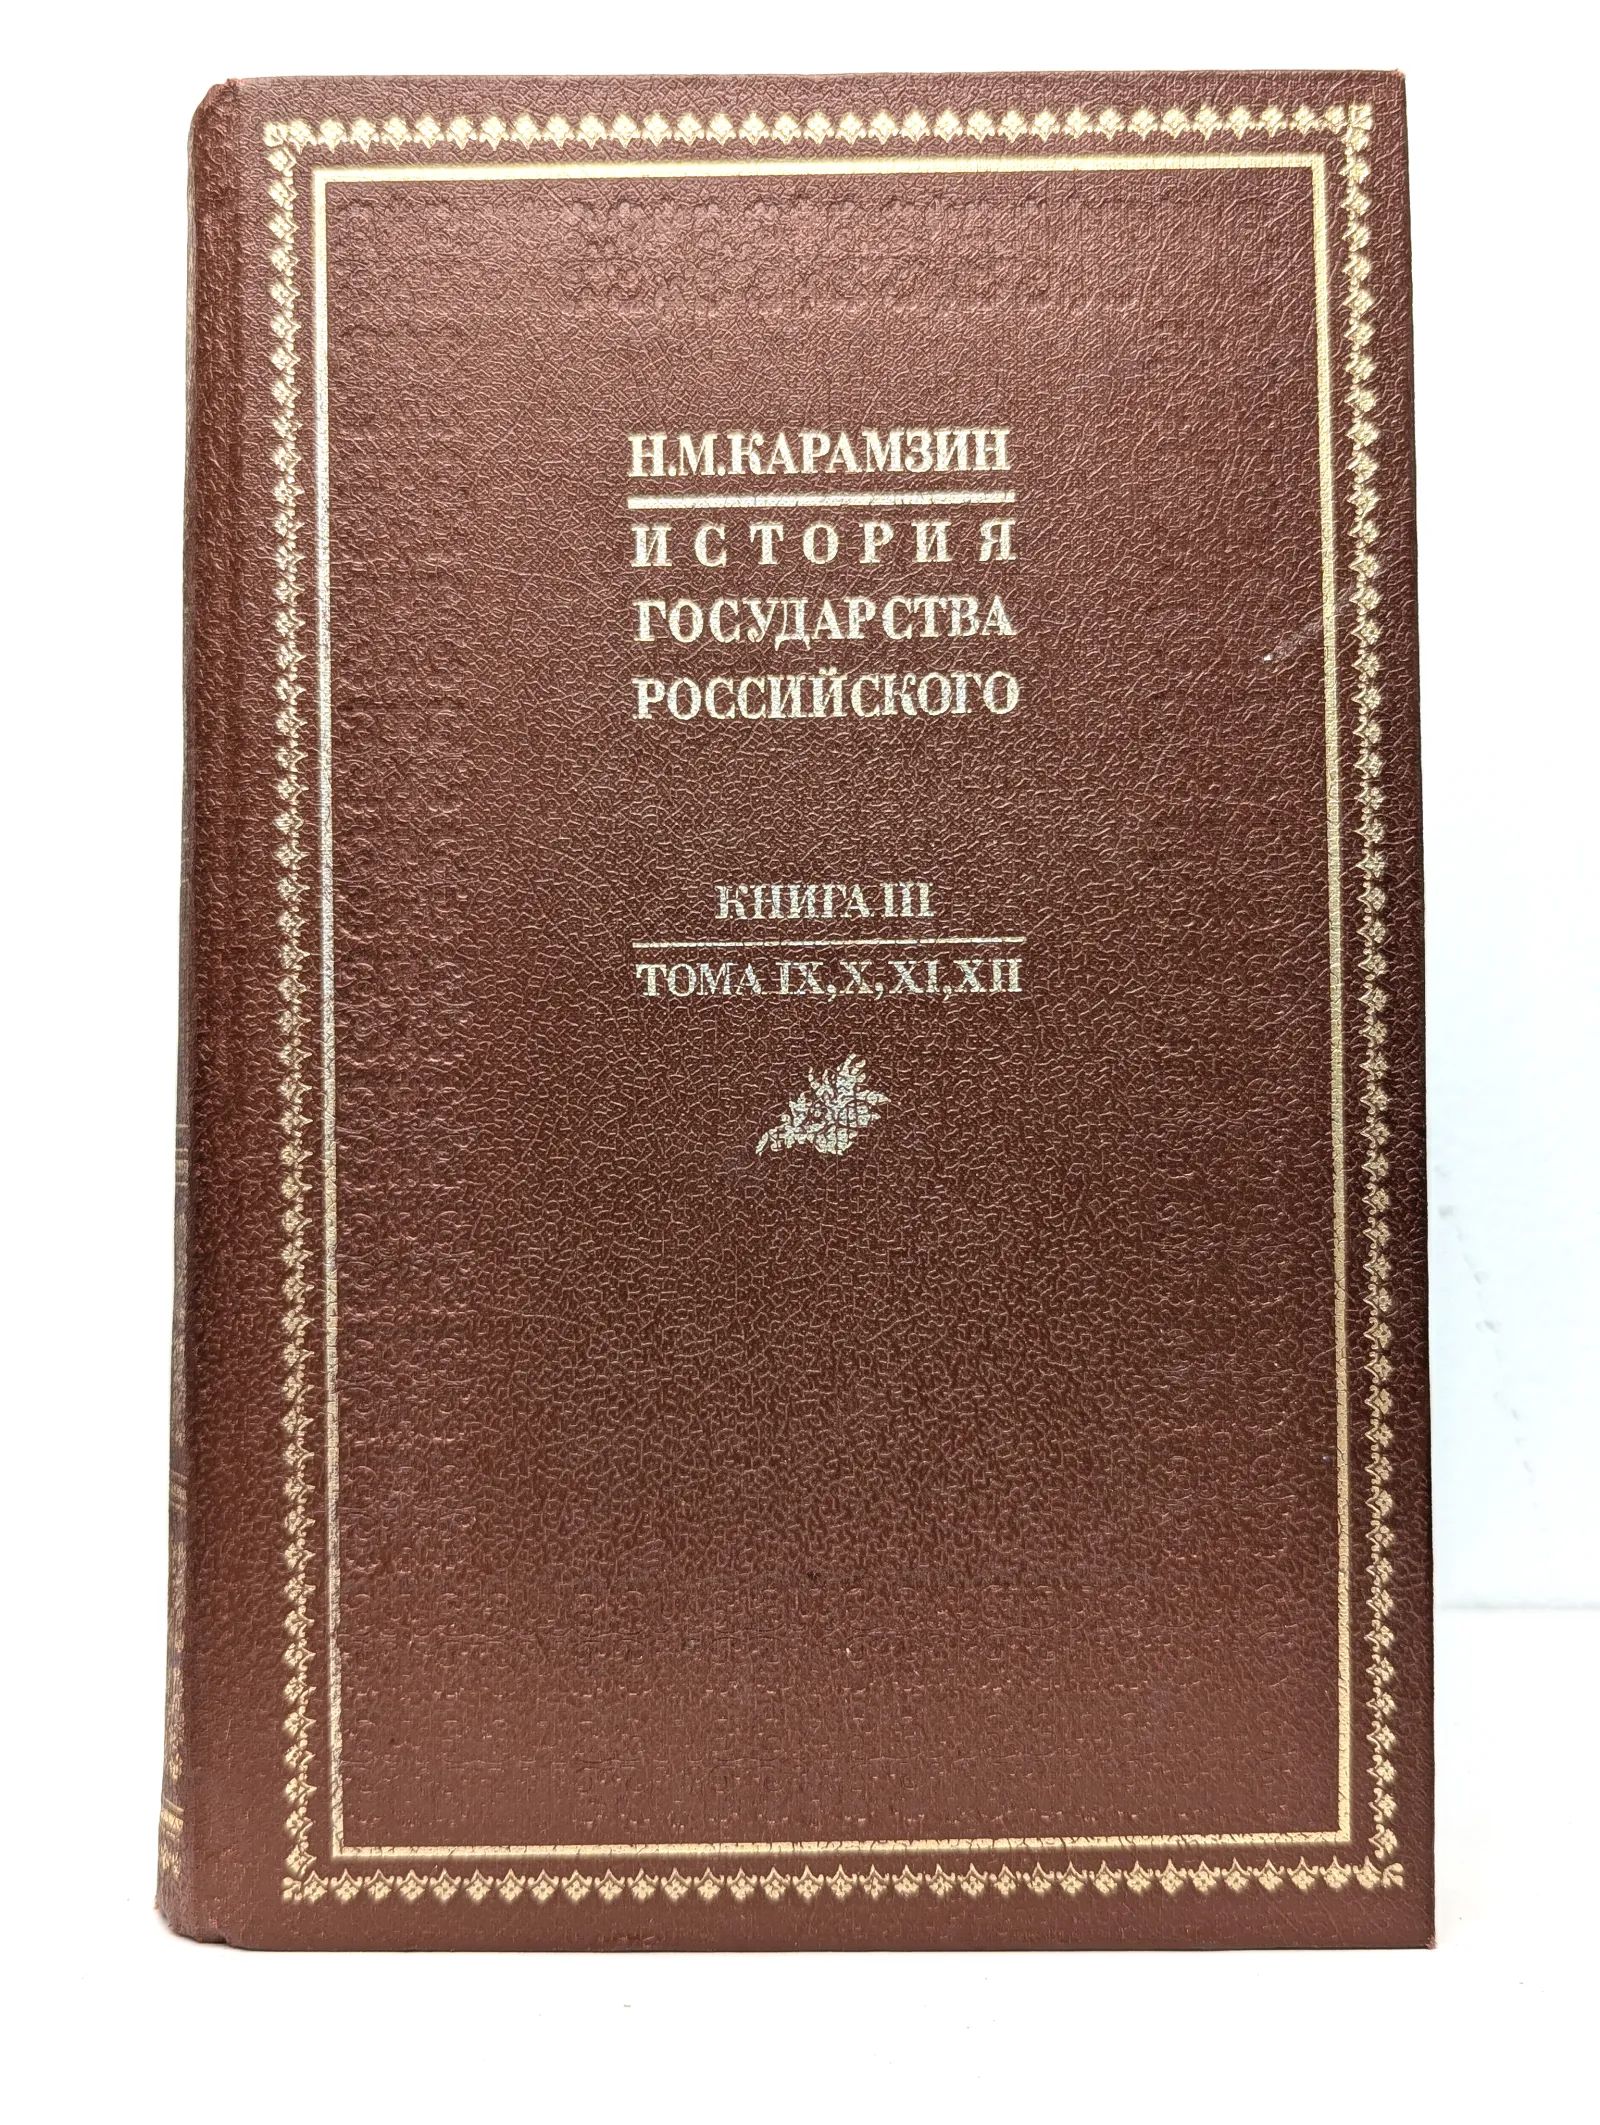 Н.М.КАРАМЗИН
ИСТОРИЯ
ГОСУДАРСТВА
РОССИЙСКОГО
КНИГА III
ТОМА IX, X, XI, XII